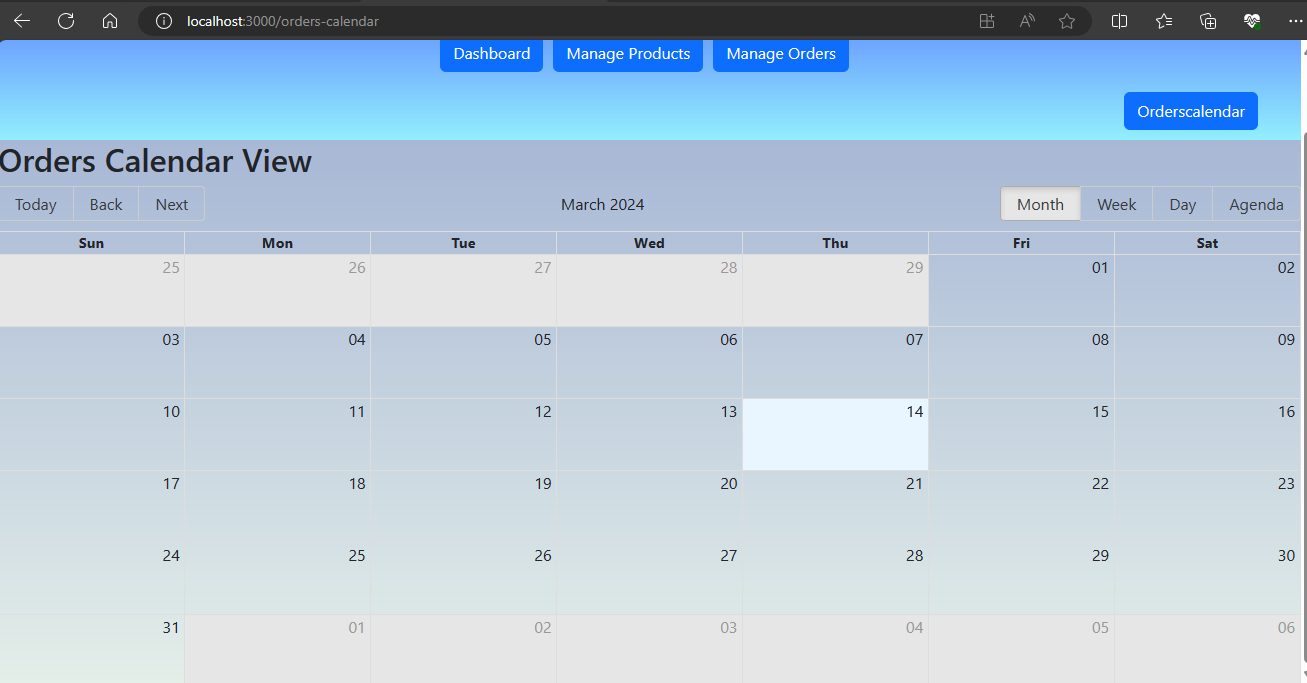 localhost:3000/orders-calendar
Dashboard Manage Products Manage Orders
Orderscalendar
Orders Calendar View
Today Back Next March 2024 Month Week Day Agenda
Sun Mon Tue Wed Thu Fri Sat
25 26 27 28 29 01 02
03 04 05 06 07 08 09
10 11 12 13 14 15 16
17 18 19 20 21 22 23
24 25 26 27 28 29 30
31 01 02 03 04 05 06